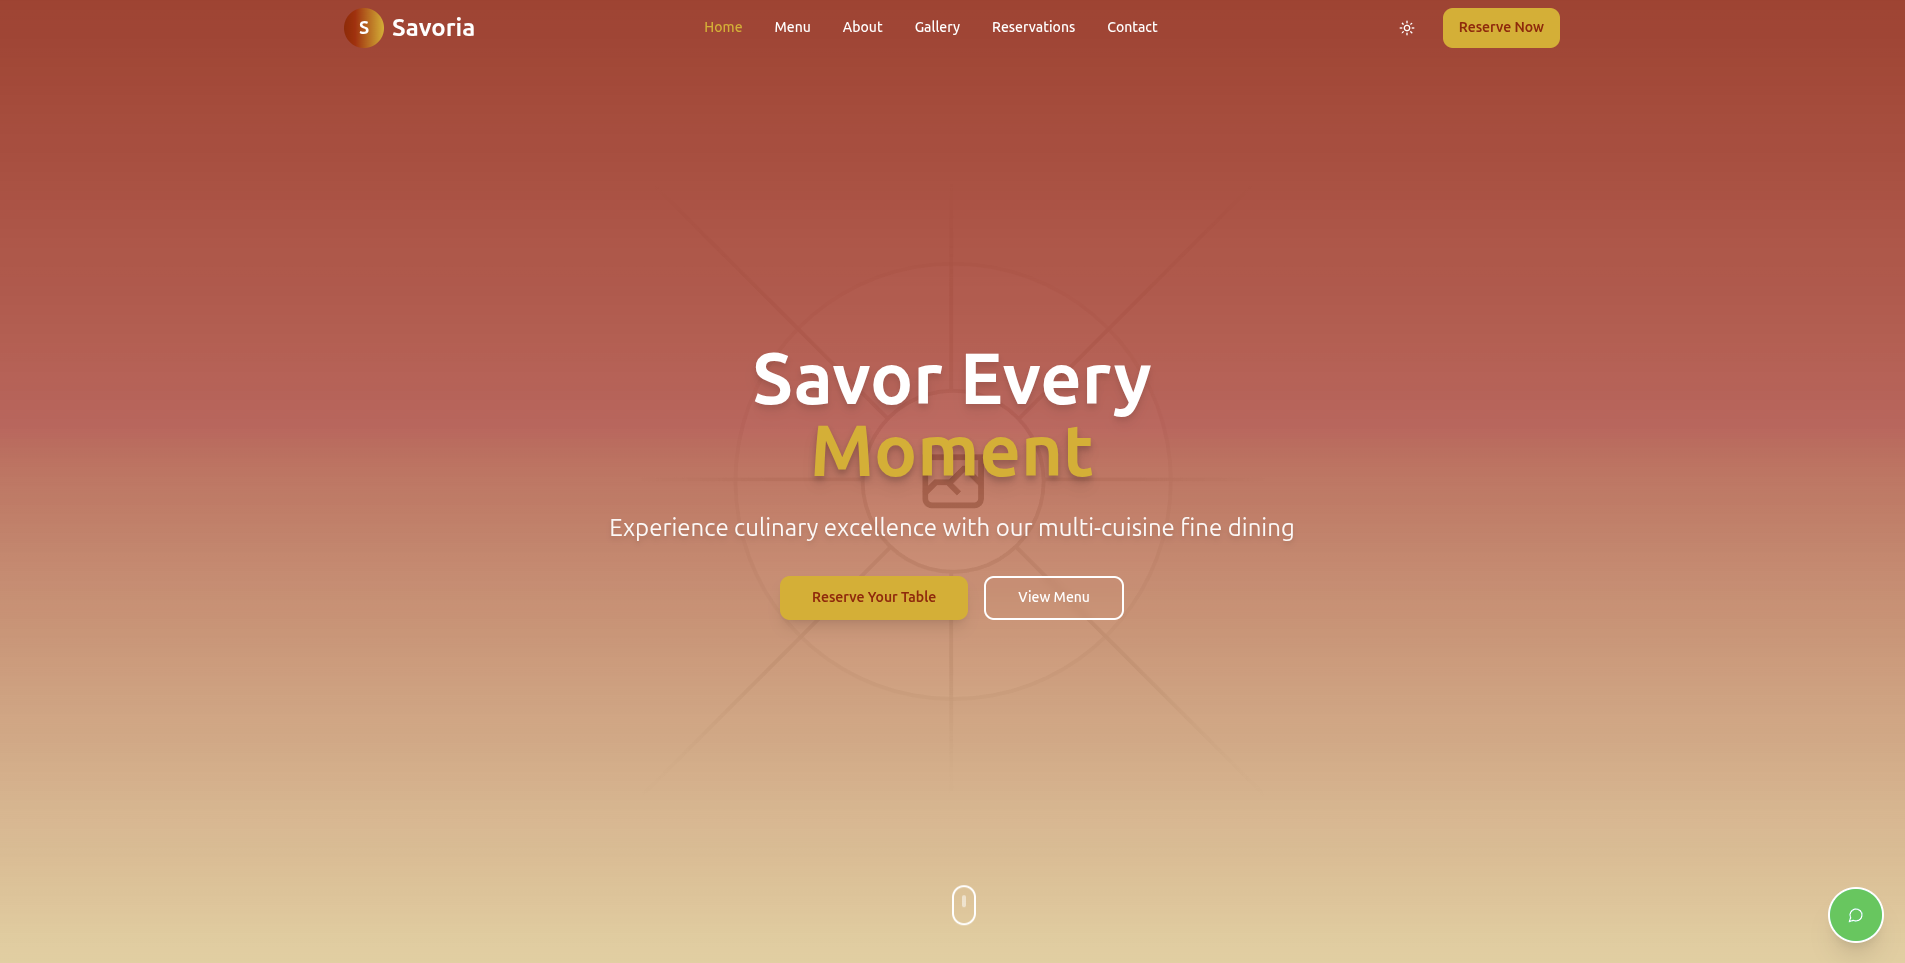 S Savoria
Home Menu About Gallery Reservations Contact
Reserve Now
Savor Every
Moment
Experience culinary excellence with our multi-cuisine fine dining
Reserve Your Table
View Menu